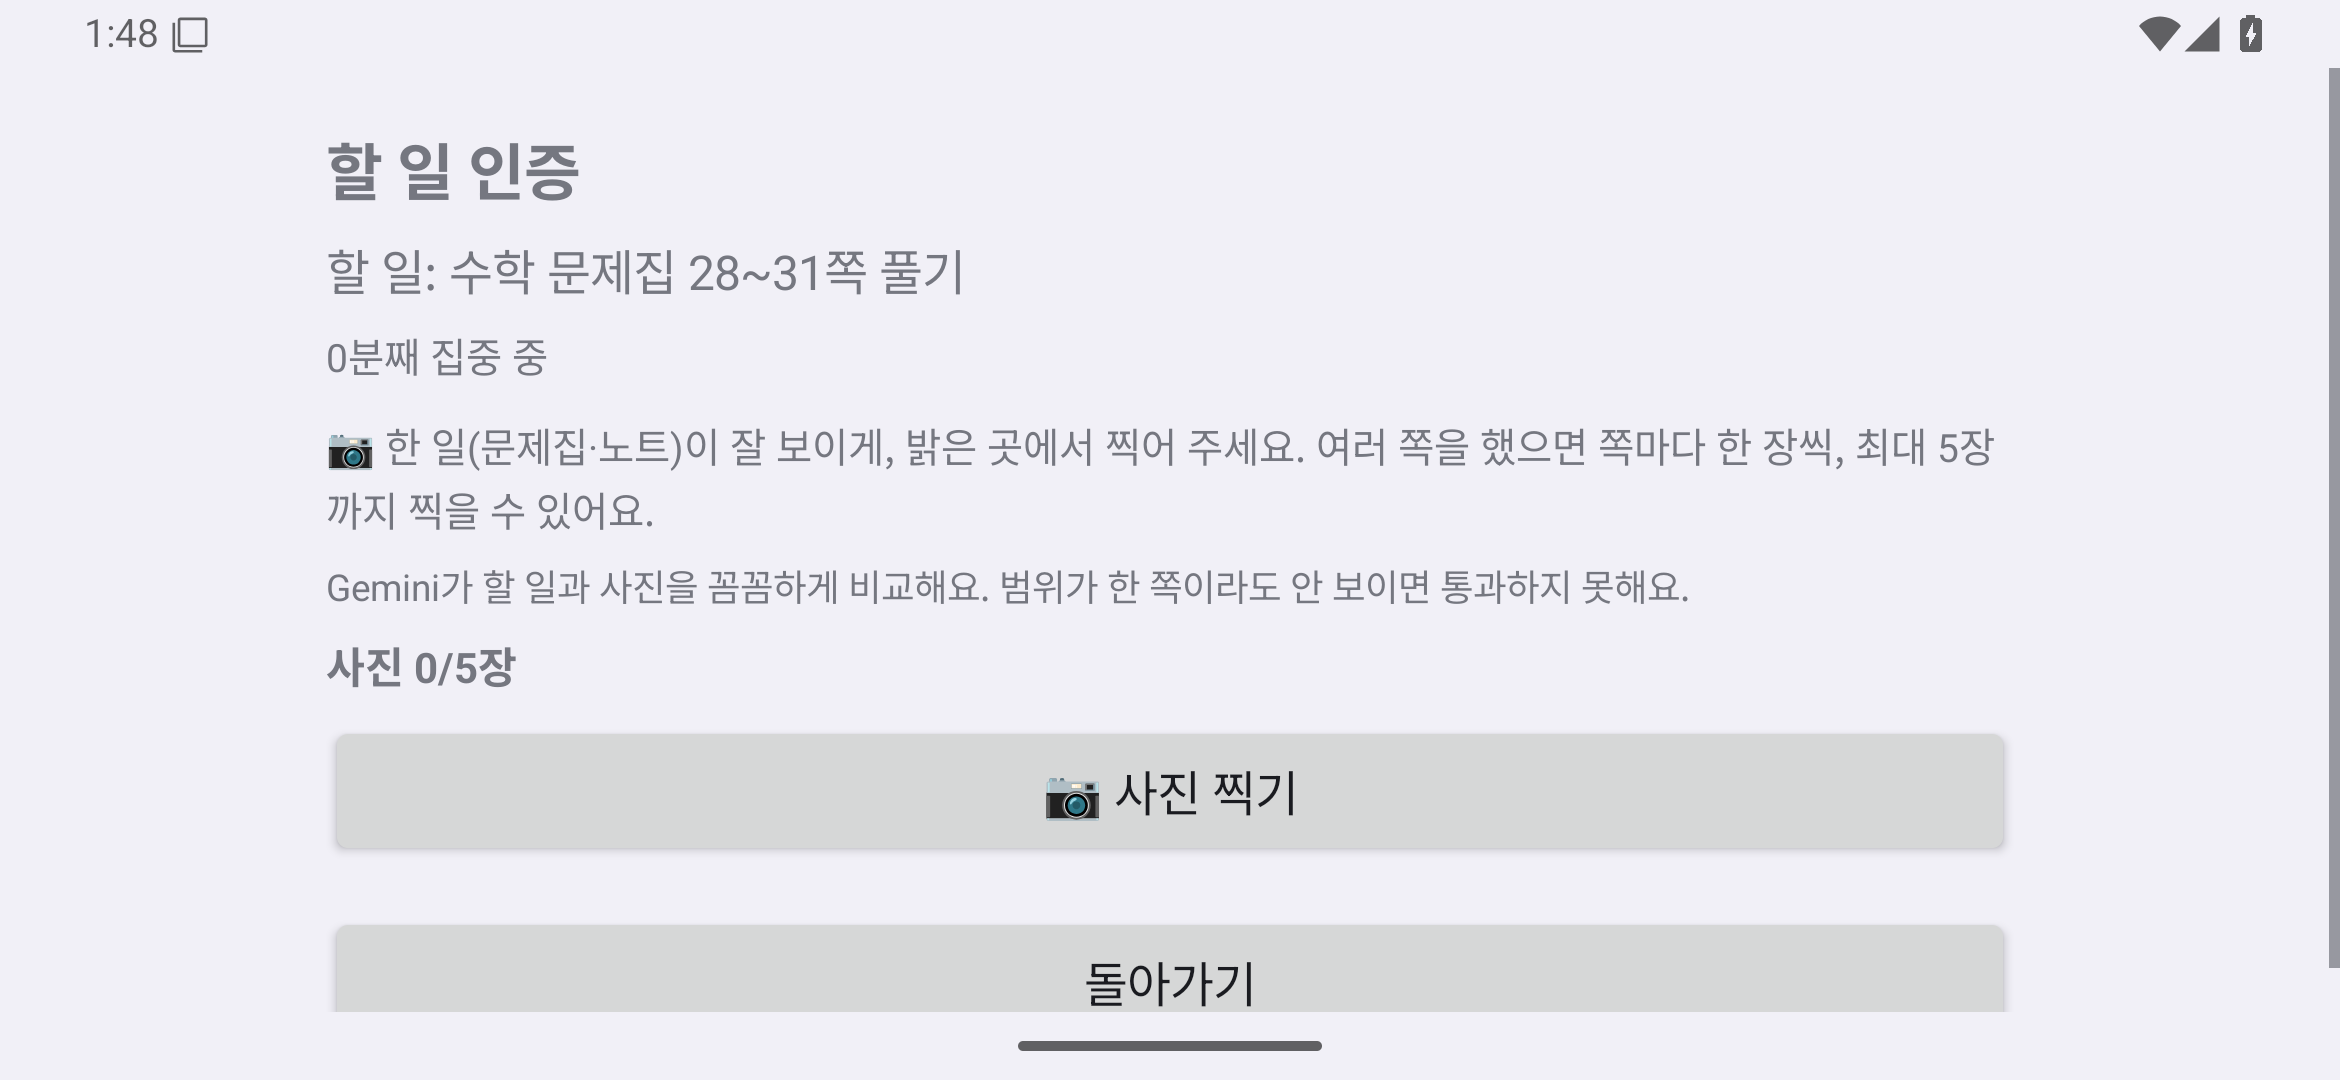 1:48
할 일 인증
할 일: 수학 문제집 28~31쪽 풀기
0분째 집중 중
📷 한 일(문제집·노트)이 잘 보이게, 밝은 곳에서 찍어 주세요. 여러 쪽을 했으면 쪽마다 한 장씩, 최대 5장
까지 찍을 수 있어요.
Gemini가 할 일과 사진을 꼼꼼하게 비교해요. 범위가 한 쪽이라도 안 보이면 통과하지 못해요.
사진 0/5장
📷 사진 찍기
돌아가기